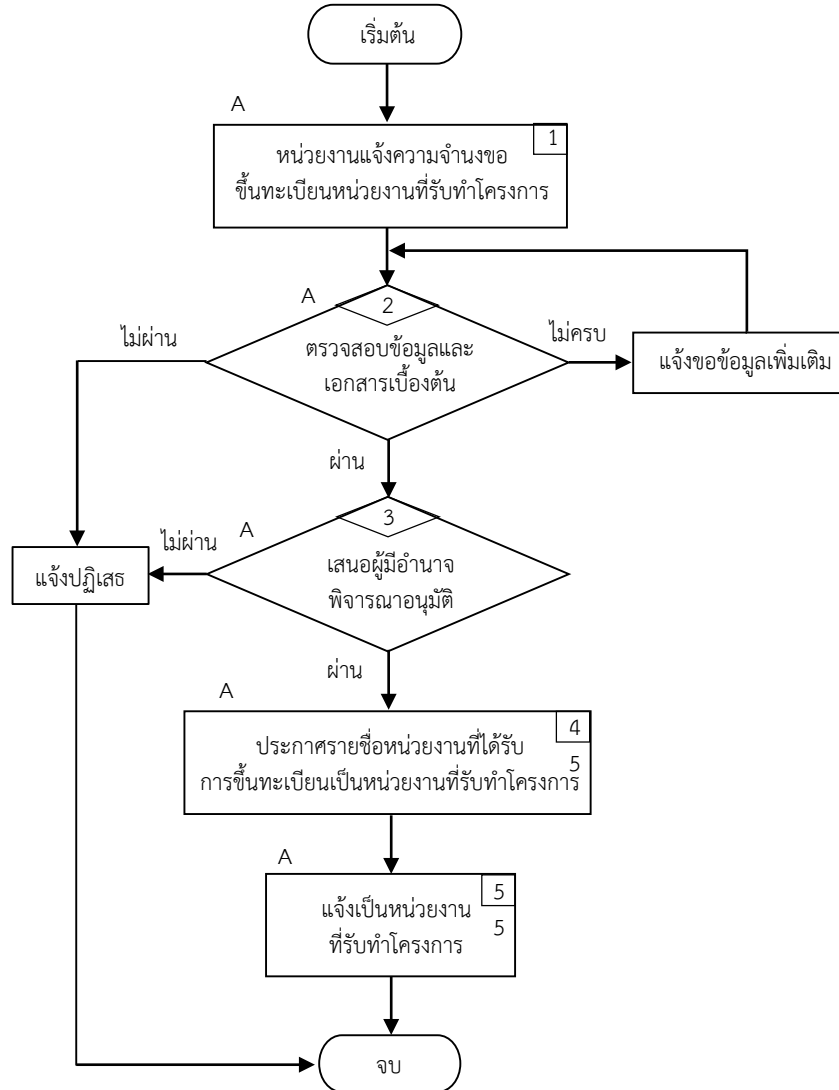 เริ่มต้น
A
1
หน่วยงานแจ้งความจำนงขอ
ขึ้นทะเบียนหน่วยงานที่รับทำโครงการ
A
2
ไม่ผ่าน
ไม่ครบ
ตรวจสอบข้อมูลและ
เอกสารเบื้องต้น
แจ้งขอข้อมูลเพิ่มเติม
ผ่าน
A
3
ไม่ผ่าน
แจ้งปฏิเสธ
เสนอผู้มีอำนาจ
พิจารณาอนุมัติ
ผ่าน
A
4
ประกาศรายชื่อหน่วยงานที่ได้รับ
5
การขึ้นทะเบียนเป็นหน่วยงานที่รับทำโครงการ
A
5
แจ้งเป็นหน่วยงาน
5
ที่รับทำโครงการ
จบ